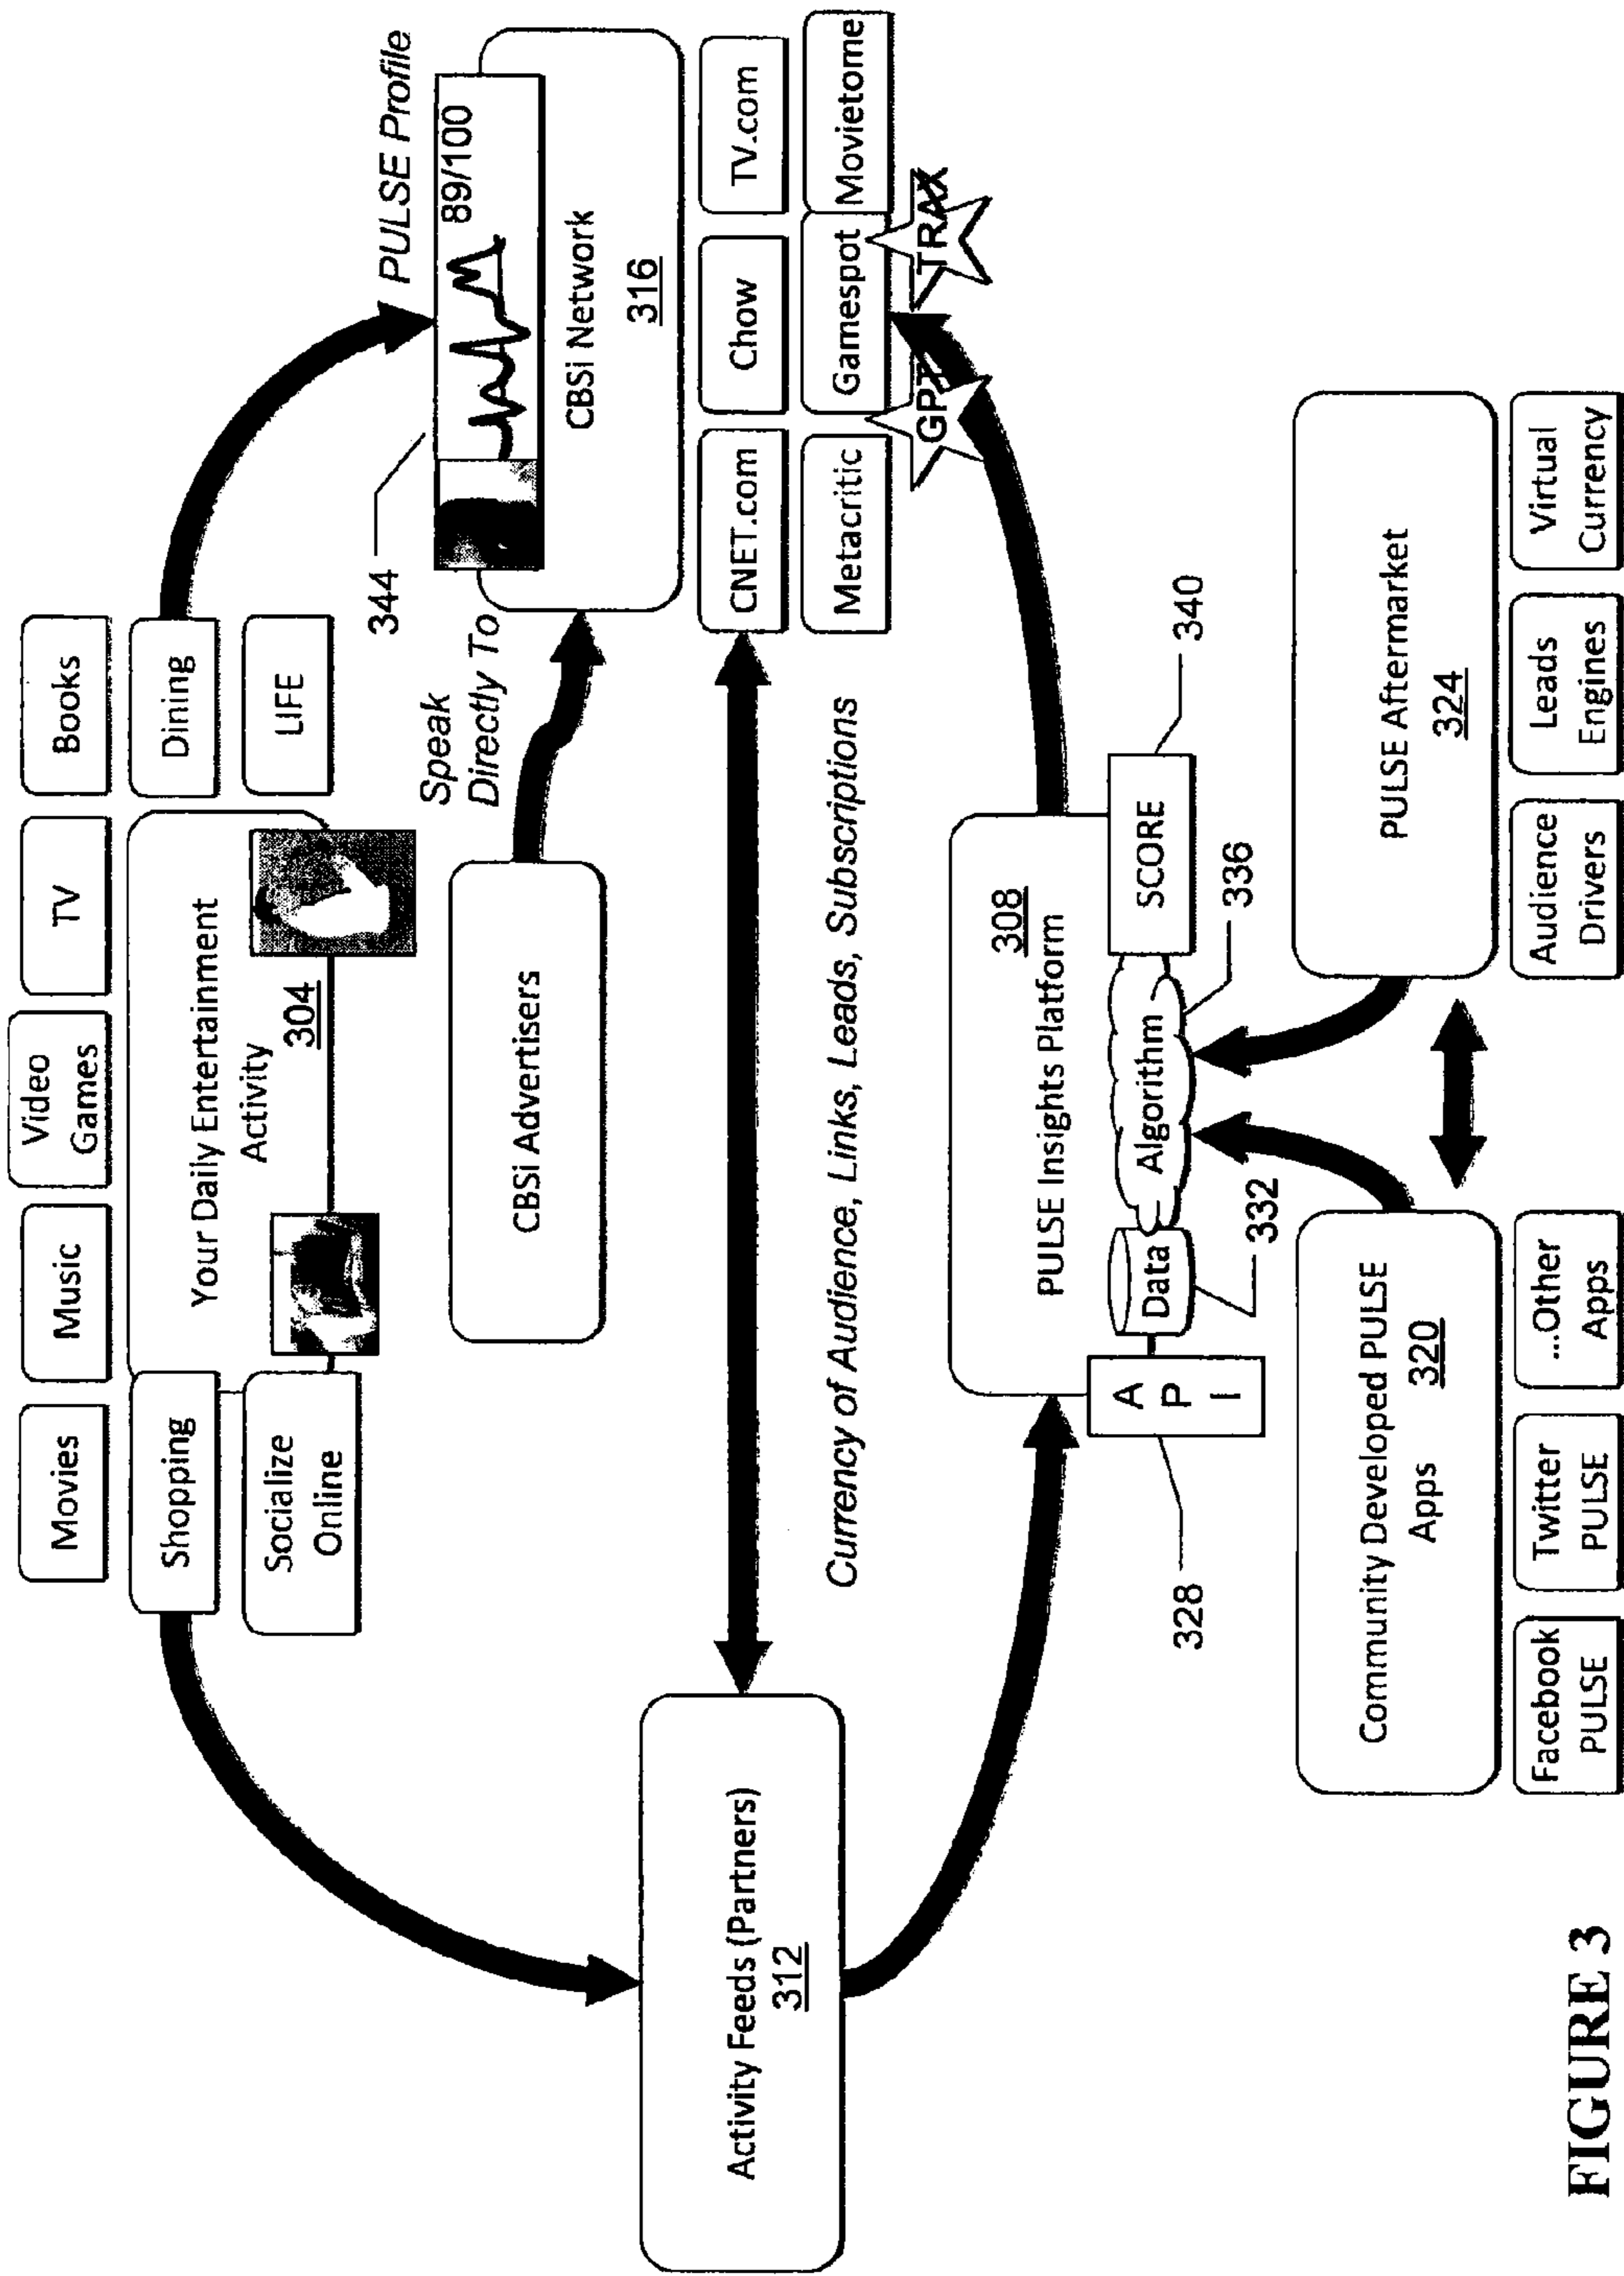 Movies
Music
Video
Games
TV
Books
Shopping
Your Daily Entertainment
Activity
304
Dining
Socialize
Online
LIFE
344
PULSE Profile
89/100
CBSi Advertisers
Speak
Directly To
CBSi Network
316
Activity Feeds (Partners)
312
CNET.com
Chow
TV.com
Metacritic
Gamespot
Movietome
Currency of Audience, Links, Leads, Subscriptions
TRAX
308
PULSE Insights Platform
328
A
P
I
Data
Algorithm
SCORE
340
332
336
Community Developed PULSE
Apps
320
PULSE Aftermarket
324
Facebook
PULSE
Twitter
PULSE
...Other
Apps
Audience
Drivers
Leads
Engines
Virtual
Currency
FIGURE 3